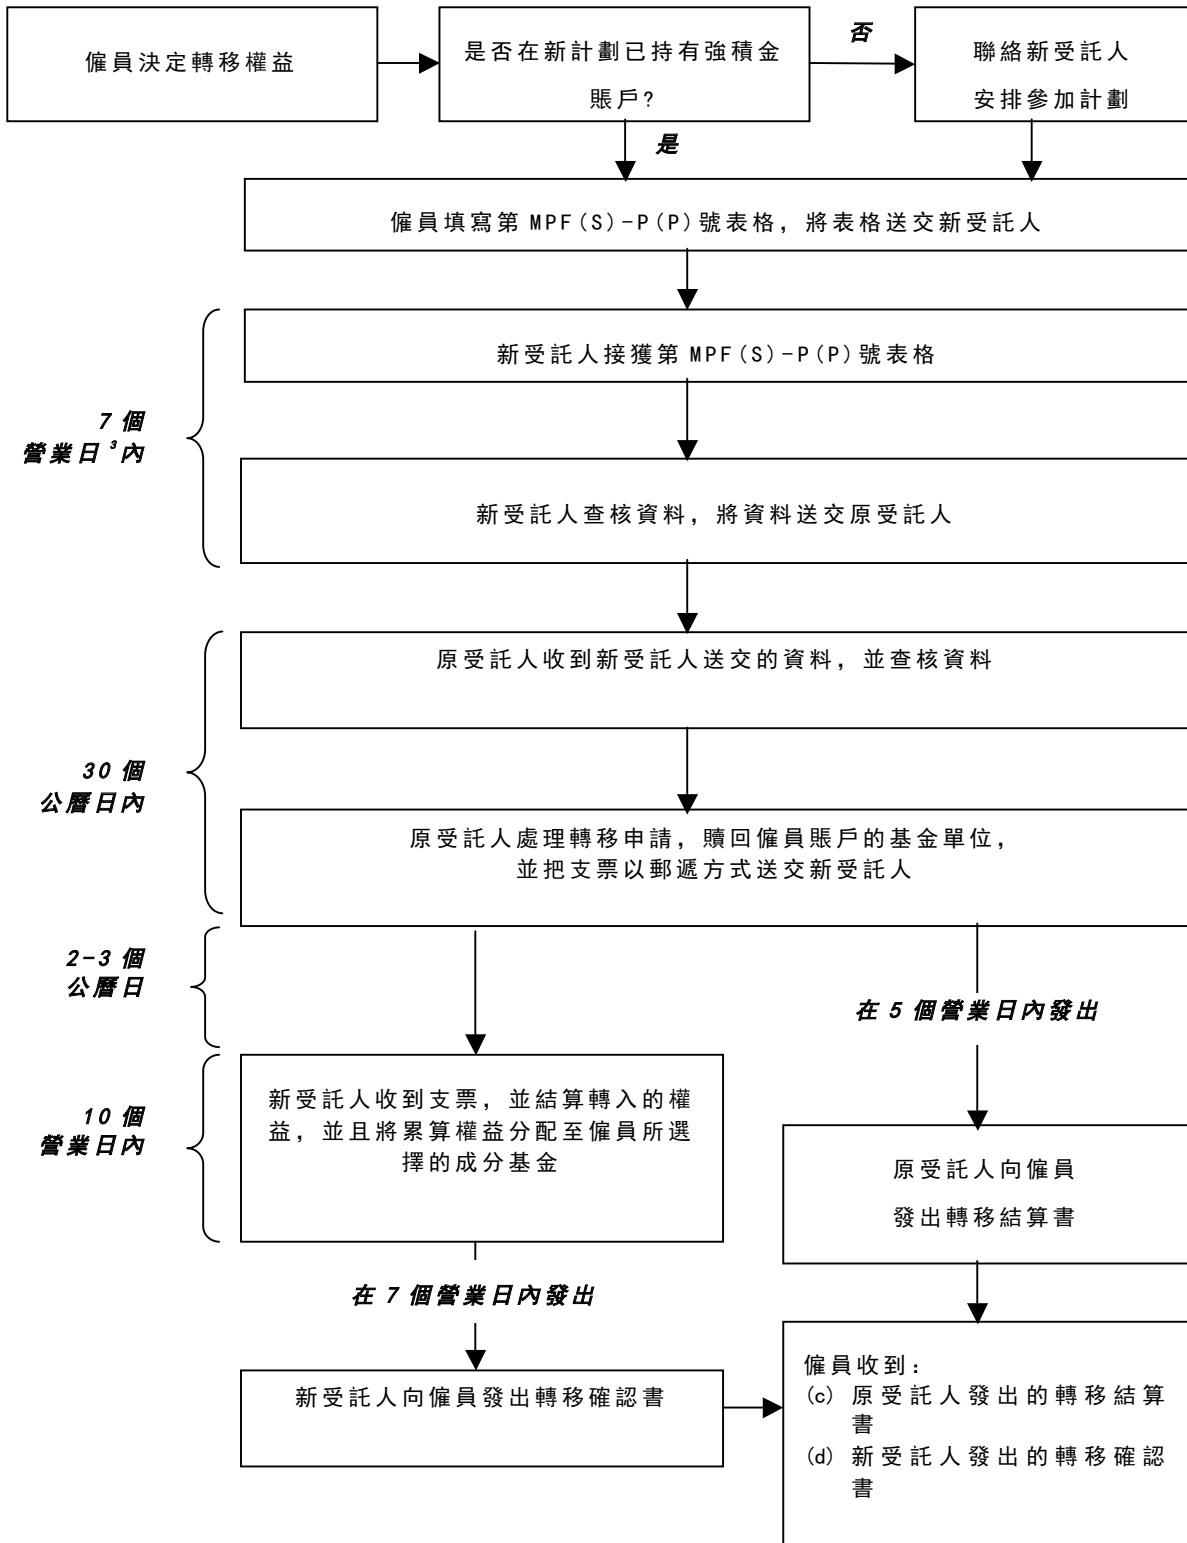 僱員決定轉移權益
是否在新計劃已持有強積金
賬戶?
否
聯絡新受託人
安排參加計劃
是
僱員填寫第 MPF(S)-P(P)號表格，將表格送交新受託人
7 個
營業日³內
新受託人接獲第 MPF(S)-P(P)號表格
新受託人查核資料，將資料送交原受託人
30 個
公曆日內
原受託人收到新受託人送交的資料，並查核資料
原受託人處理轉移申請，贖回僱員賬戶的基金單位，
並把支票以郵遞方式送交新受託人
2-3 個
公曆日
在 5 個營業日內發出
10 個
營業日內
新受託人收到支票，並結算轉入的權
益，並且將累算權益分配至僱員所選
擇的成分基金
原受託人向僱員
發出轉移結算書
在 7 個營業日內發出
新受託人向僱員發出轉移確認書
僱員收到：
(c) 原受託人發出的轉移結算
書
(d) 新受託人發出的轉移確認
書